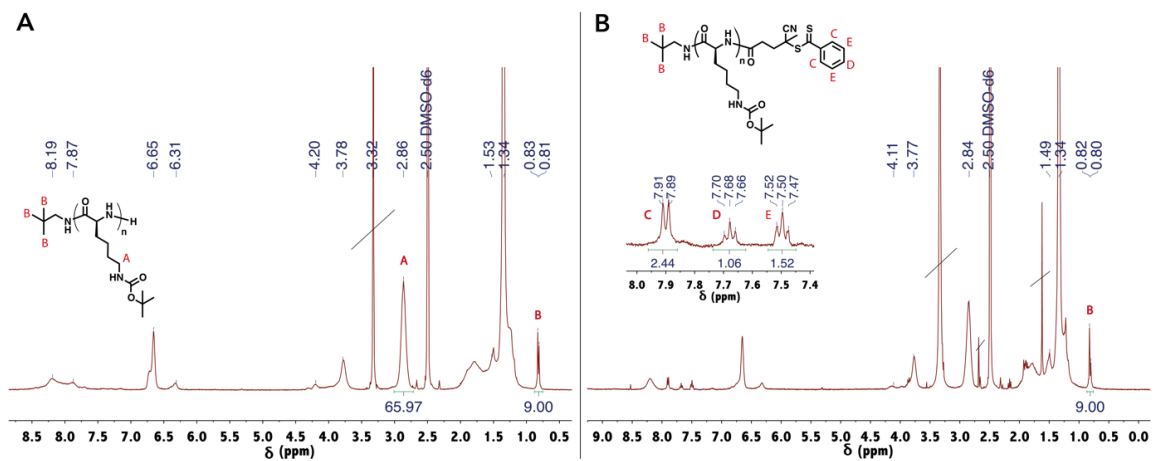 A
8.19
7.87
6.65
6.31
4.20
3.78
3.32
2.86
2.50 DMSO-d6
1.53
1.34
0.83
0.81
B
B
B
O
N
H
H
N
H
n
A
NH
O
O
A
B
65.97
9.00
8.5 8.0 7.5 7.0 6.5 6.0 5.5 5.0 4.5 4.0 3.5 3.0 2.5 2.0 1.5 1.0 0.5
δ (ppm)
B
B
B
B
O
N
H
H
N
n
O
CN
S
S
C
E
D
C
E
NH
O
O
4.11
3.77
2.84
2.50 DMSO-d6
1.49
1.34
0.82
0.80
7.91
7.89
7.70
7.68
7.66
7.52
7.50
7.47
C
D
E
2.44
1.06
1.52
8.0 7.9 7.8 7.7 7.6 7.5 7.4
δ (ppm)
B
9.00
9.0 8.5 8.0 7.5 7.0 6.5 6.0 5.5 5.0 4.5 4.0 3.5 3.0 2.5 2.0 1.5 1.0 0.5 -0.0
δ (ppm)